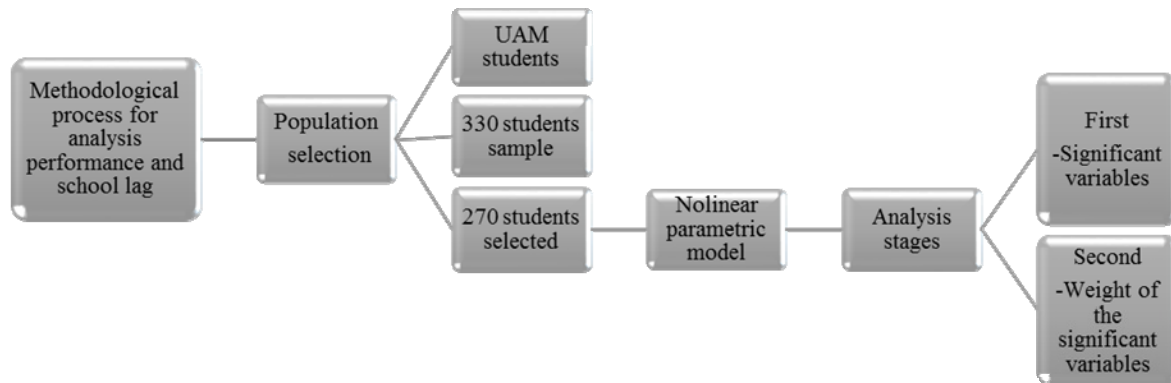 Methodological
process for
analysis
performance and
school lag
Population
selection
UAM
students
330 students
sample
270 students
selected
Nolinear
parametric
model
Analysis
stages
First
-Significant
variables
Second
-Weight of
the
significant
variables